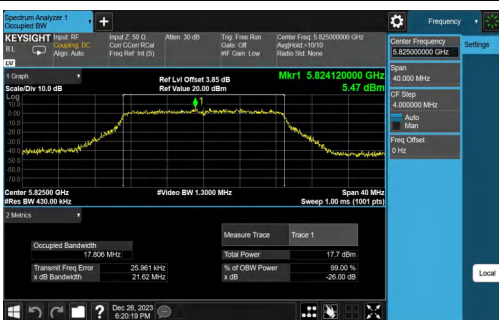 Spectrum Analyzer 1
Occupied BW
+
Frequency
Settings
KEYSIGHT
Input: RF
Coupling: DC
Align: Auto
Input Z: 50 Ω
Corr CCorr RCal
Freq Ref: Int (S)
Atten: 30 dB
Trig: Free Run
Gate: Off
#IF Gain: Low
Center Freq: 5.825000000 GHz
Avg|Hold:>10/10
Radio Std: None
RL
LXI
Center Frequency
5.825000000 GHz
Span
40.000 MHz
CF Step
4.000000 MHz
Auto
Man
Freq Offset
0 Hz
Local
1 Graph
Scale/Div 10.0 dB
Ref Lvl Offset 3.85 dB
Ref Value 20.00 dBm
Mkr1 5.824120000 GHz
5.47 dBm
Log
10.0
0.00
-10.0
-20.0
-30.0
-40.0
-50.0
-60.0
-70.0
1
Center 5.82500 GHz
#Res BW 430.00 kHz
#Video BW 1.3000 MHz
Span 40 MHz
Sweep 1.00 ms (1001 pts)
2 Metrics
Measure Trace
Trace 1
Occupied Bandwidth
17.806 MHz
Total Power
17.7 dBm
Transmit Freq Error
25.961 kHz
% of OBW Power
99.00 %
x dB Bandwidth
21.62 MHz
x dB
-26.00 dB
?
Dec 26, 2023
6:20:19 PM